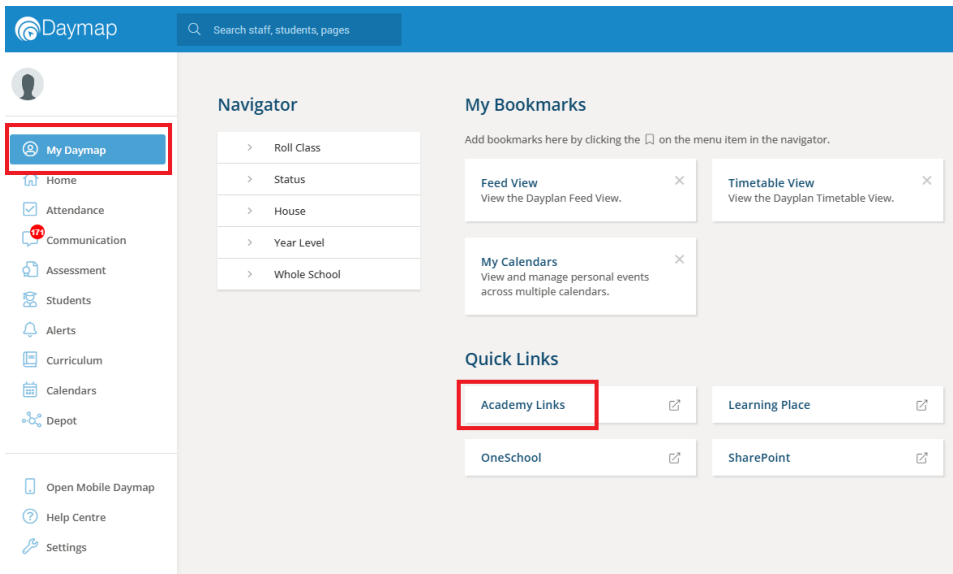 Daymap
Search staff, students, pages
My Daymap
Home
Attendance
171
Communication
Assessment
Students
Alerts
Curriculum
Calendars
Depot
Open Mobile Daymap
Help Centre
Settings
Navigator
Roll Class
Status
House
Year Level
Whole School
My Bookmarks
Add bookmarks here by clicking the on the menu item in the navigator.
Feed View
View the Dayplan Feed View.
Timetable View
View the Dayplan Timetable View.
My Calendars
View and manage personal events
across multiple calendars.
Quick Links
Academy Links
Learning Place
OneSchool
SharePoint